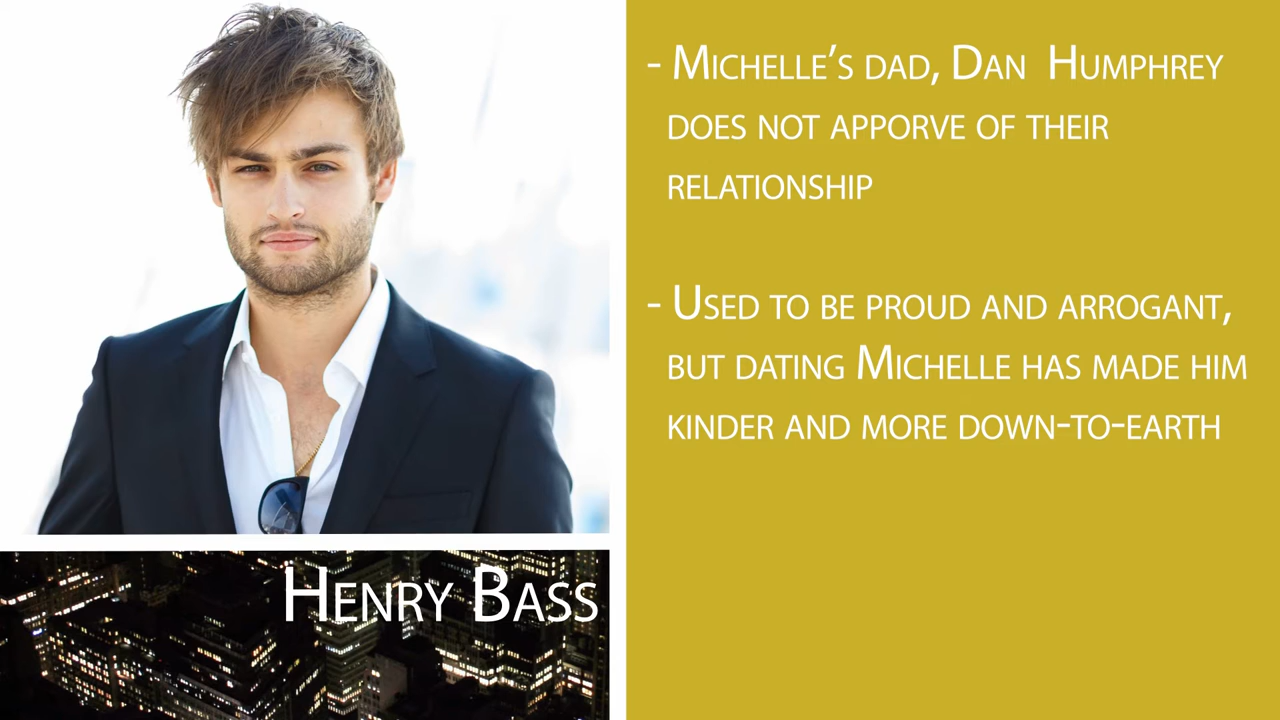 - Michelle's dad, Dan Humphrey
does not apporve of their
relationship
- Used to be proud and arrogant,
but dating Michelle has made him
kinder and more down-to-earth
Henry Bass